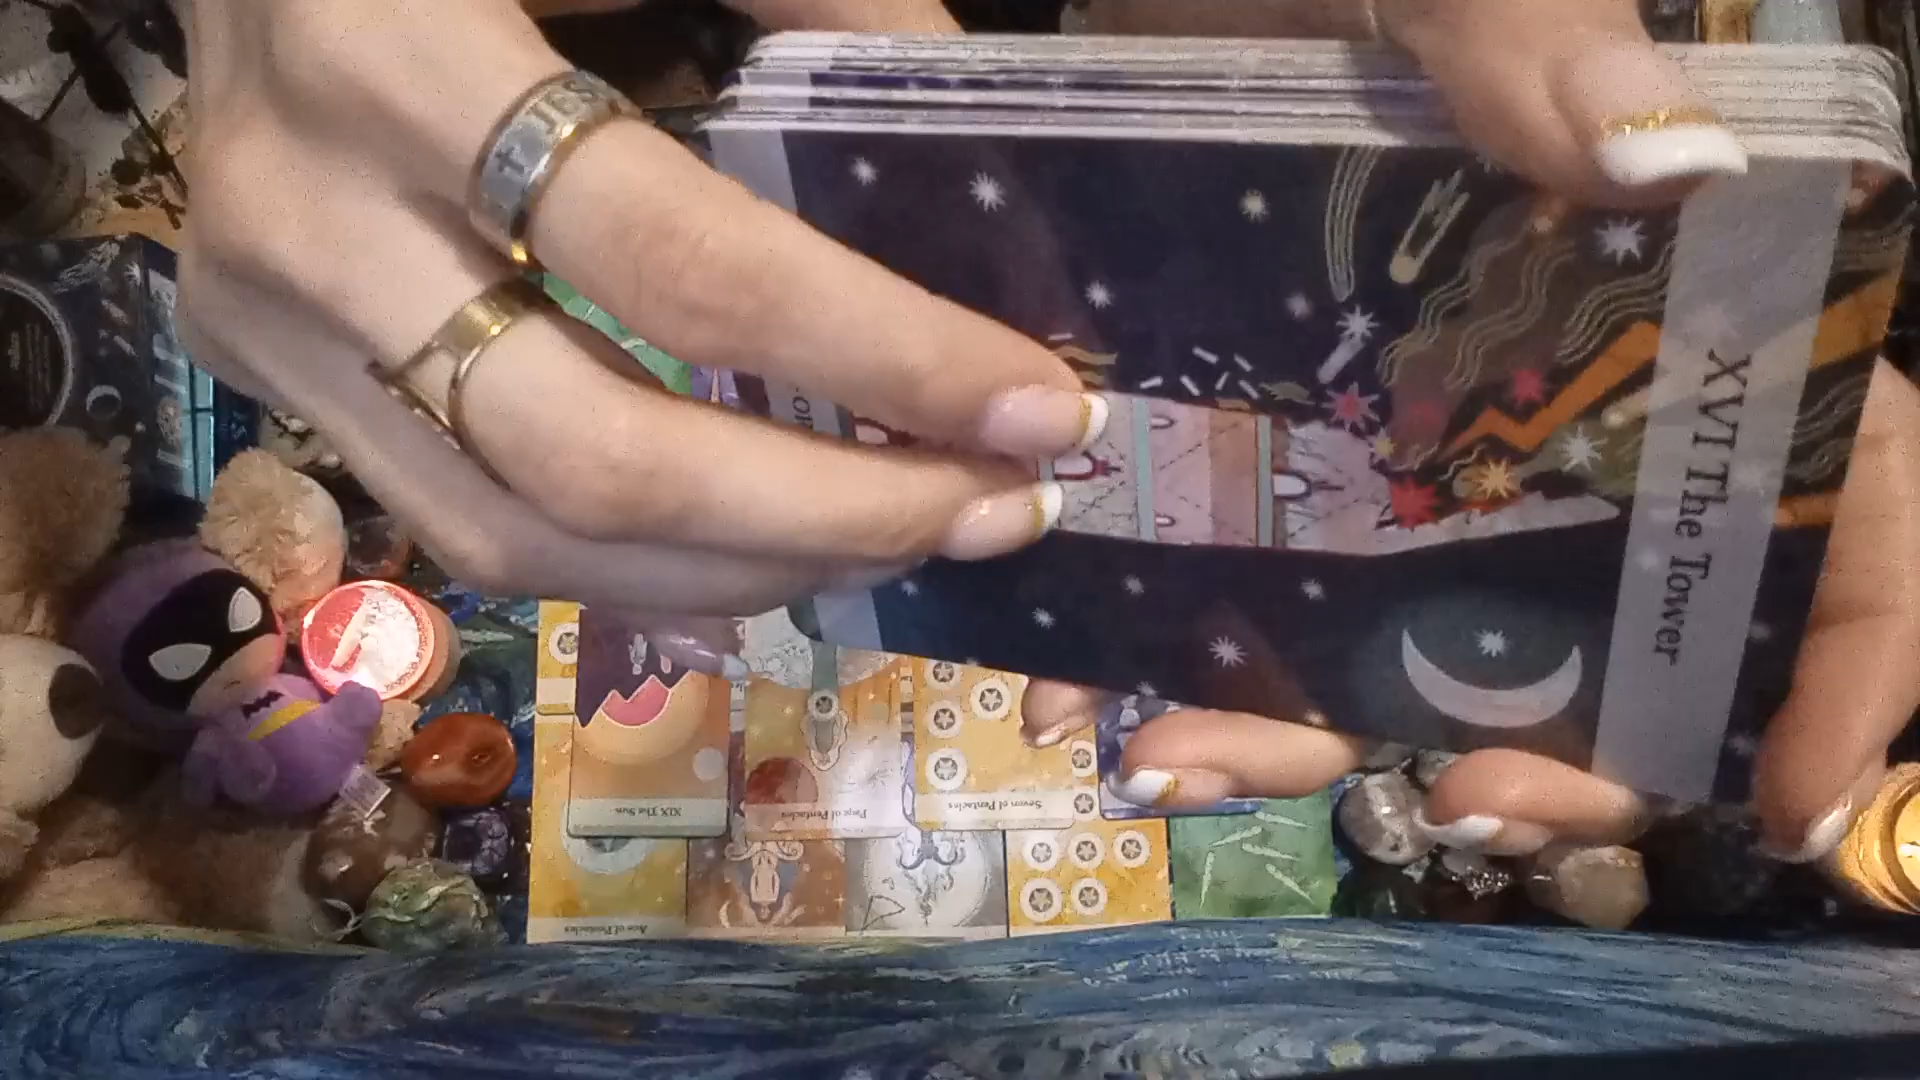 XVI The Tower
XIX The Sun
Page of Pentacles
Seven of Pentacles
Ace of Pentacles